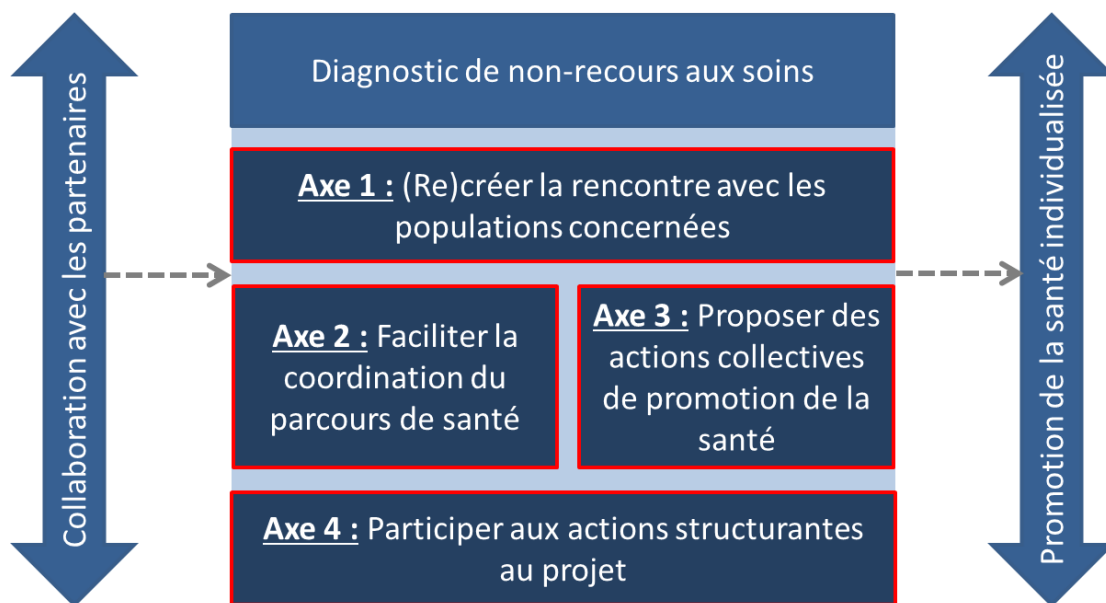 Collaboration avec les partenaires
Diagnostic de non-recours aux soins
Axe 1 : (Re)créer la rencontre avec les
populations concernées
Axe 2 : Faciliter la
coordination du
parcours de santé
Axe 3 : Proposer des
actions collectives
de promotion de la
santé
Axe 4 : Participer aux actions structurantes
au projet
Promotion de la santé individualisée